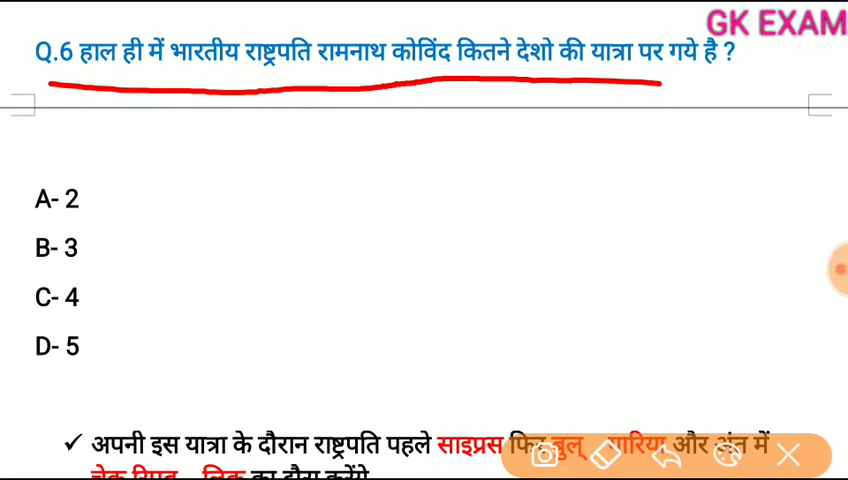 GK EXAM
Q.6 हाल ही में भारतीय राष्ट्रपति रामनाथ कोविंद कितने देशो की यात्रा पर गये है ?
A- 2
B- 3
C- 4
D- 5
✓ अपनी इस यात्रा के दौरान राष्ट्रपति पहले साइप्रस फिर और अंत में
का दौरा करेंगे